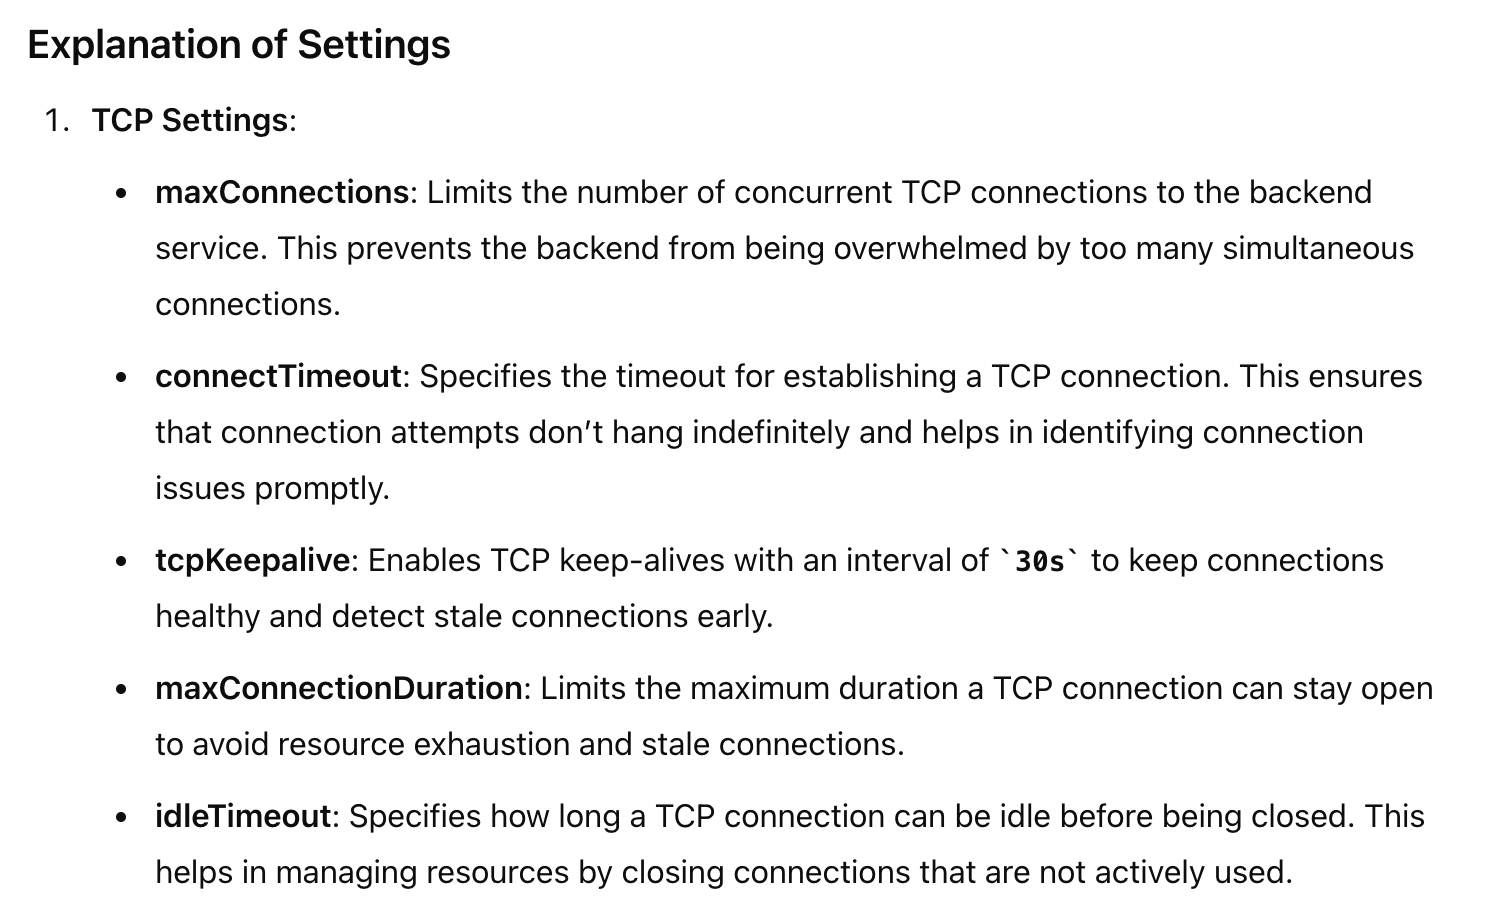 Explanation of Settings
1. TCP Settings:
• maxConnections: Limits the number of concurrent TCP connections to the backend
service. This prevents the backend from being overwhelmed by too many simultaneous
connections.
• connectTimeout: Specifies the timeout for establishing a TCP connection. This ensures
that connection attempts don’t hang indefinitely and helps in identifying connection
issues promptly.
• tcpKeepalive: Enables TCP keep-alives with an interval of `30s` to keep connections
healthy and detect stale connections early.
• maxConnectionDuration: Limits the maximum duration a TCP connection can stay open
to avoid resource exhaustion and stale connections.
• idleTimeout: Specifies how long a TCP connection can be idle before being closed. This
helps in managing resources by closing connections that are not actively used.